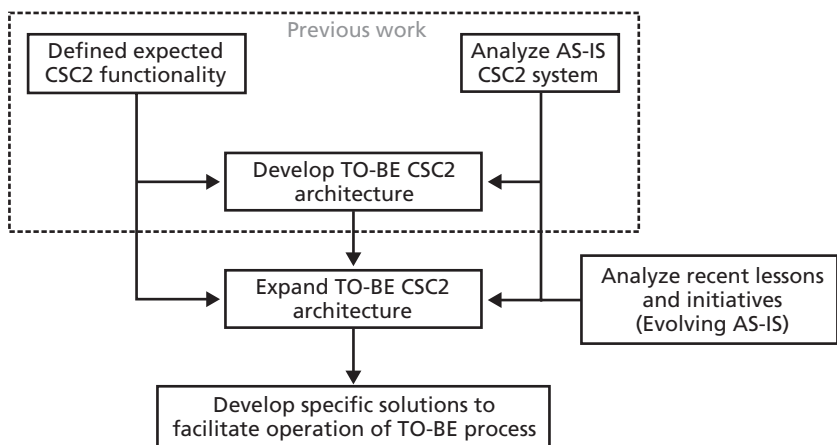 Previous work
Defined expected
CSC2 functionality
Analyze AS-IS
CSC2 system
Develop TO-BE CSC2
architecture
Expand TO-BE CSC2
architecture
Analyze recent lessons
and initiatives
(Evolving AS-IS)
Develop specific solutions to
facilitate operation of TO-BE process